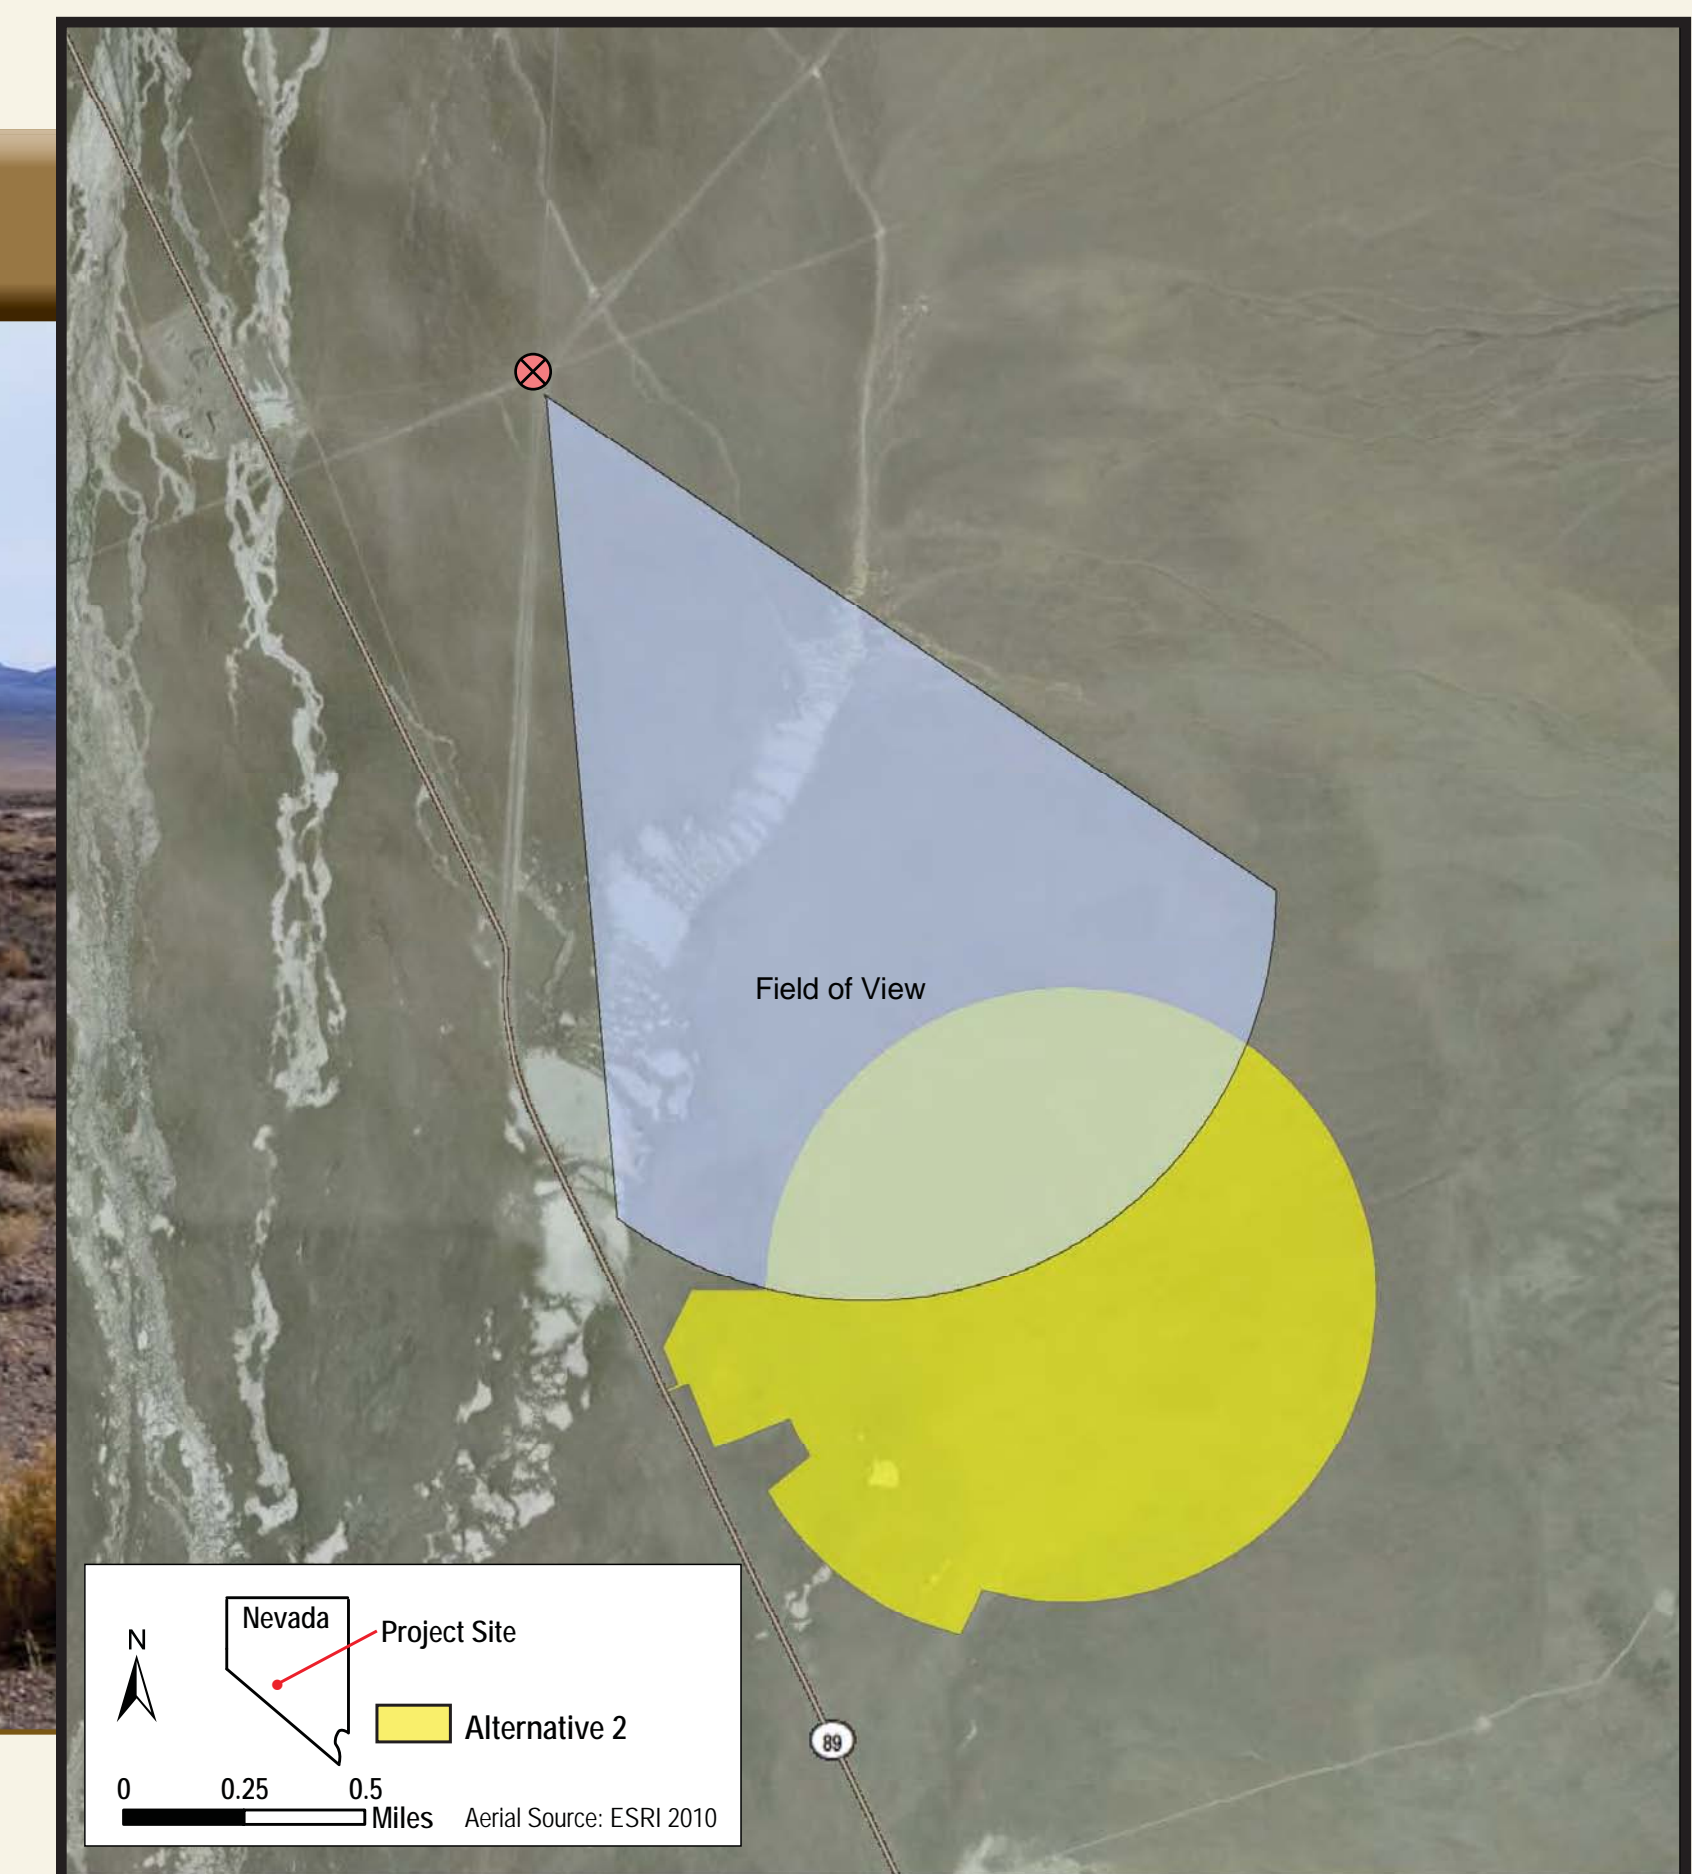 Field of View
Nevada
Project Site
N
Alternative 2
0 0.25 0.5
Miles
Aerial Source: ESRI 2010
89